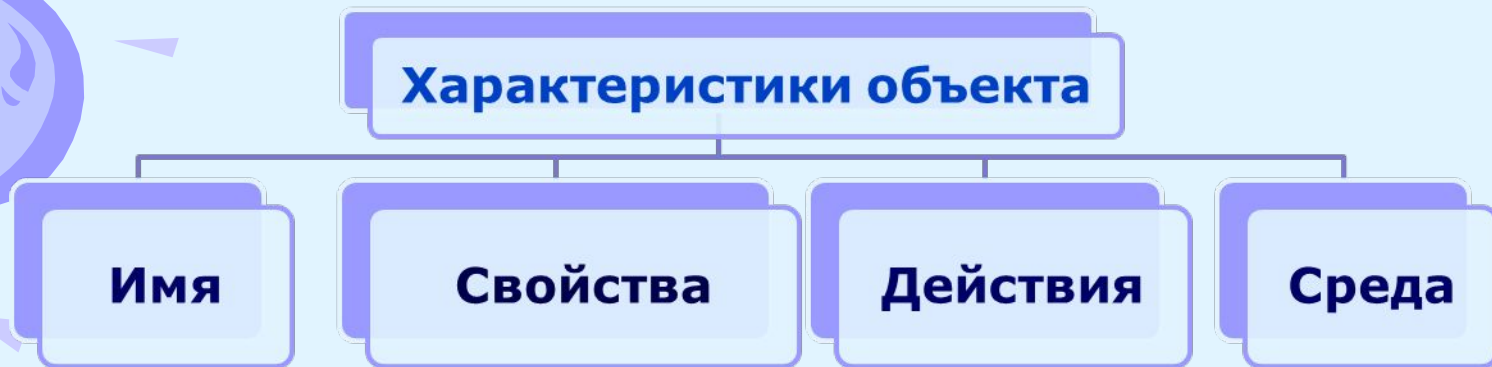 Характеристики объекта
Имя
Свойства
Действия
Среда